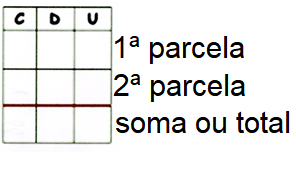 C D U
1ª parcela
2ª parcela
soma ou total